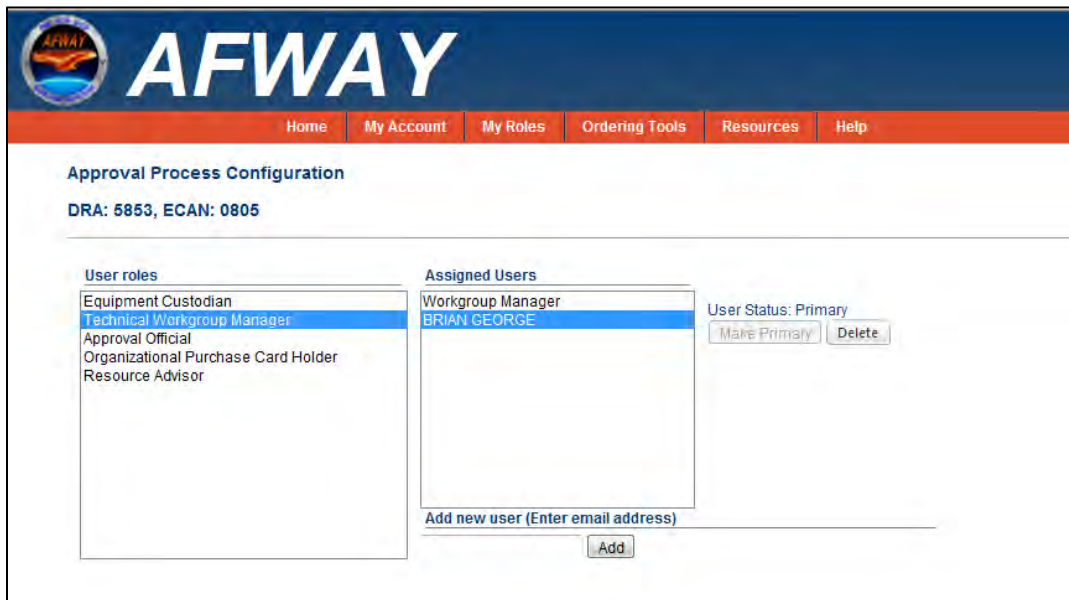 AFWAY
AFWAY
Home My Account My Roles Ordering Tools Resources Help
Approval Process Configuration
DRA: 5853, ECAN: 0805
User roles
Equipment Custodian
Technical Workgroup Manager
Approval Official
Organizational Purchase Card Holder
Resource Advisor
Assigned Users
Workgroup Manager
BRIAN GEORGE
User Status: Primary
Make Primary Delete
Add new user (Enter email address)
Add